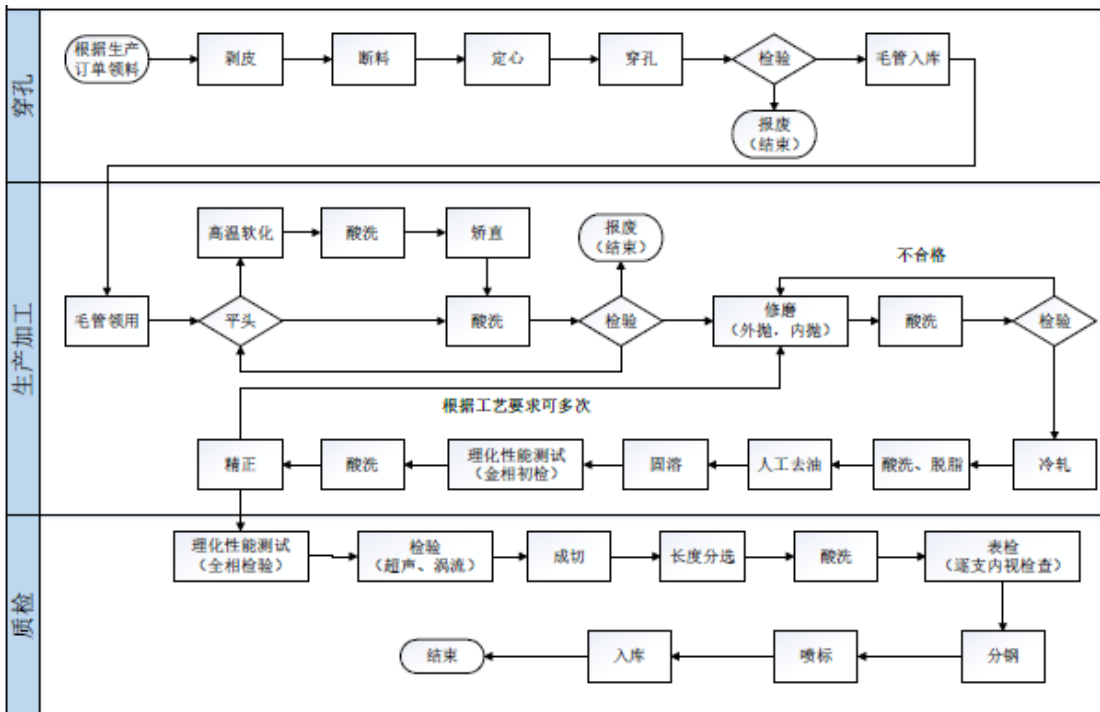 穿孔
根据生产
订单领料
剥皮
断料
定心
穿孔
检验
毛管入库
报废
（结束）
生产加工
高温软化
酸洗
矫直
报废
（结束）
不合格
毛管领用
平头
酸洗
检验
修磨
（外抛，内抛）
酸洗
检验
根据工艺要求可多次
精正
酸洗
理化性能测试
（金相初检）
固溶
人工去油
酸洗、脱脂
冷轧
质检
理化性能测试
（全相检验）
检验
（超声、涡流）
成切
长度分选
酸洗
表检
（逐支内视检查）
结束
入库
喷标
分钢